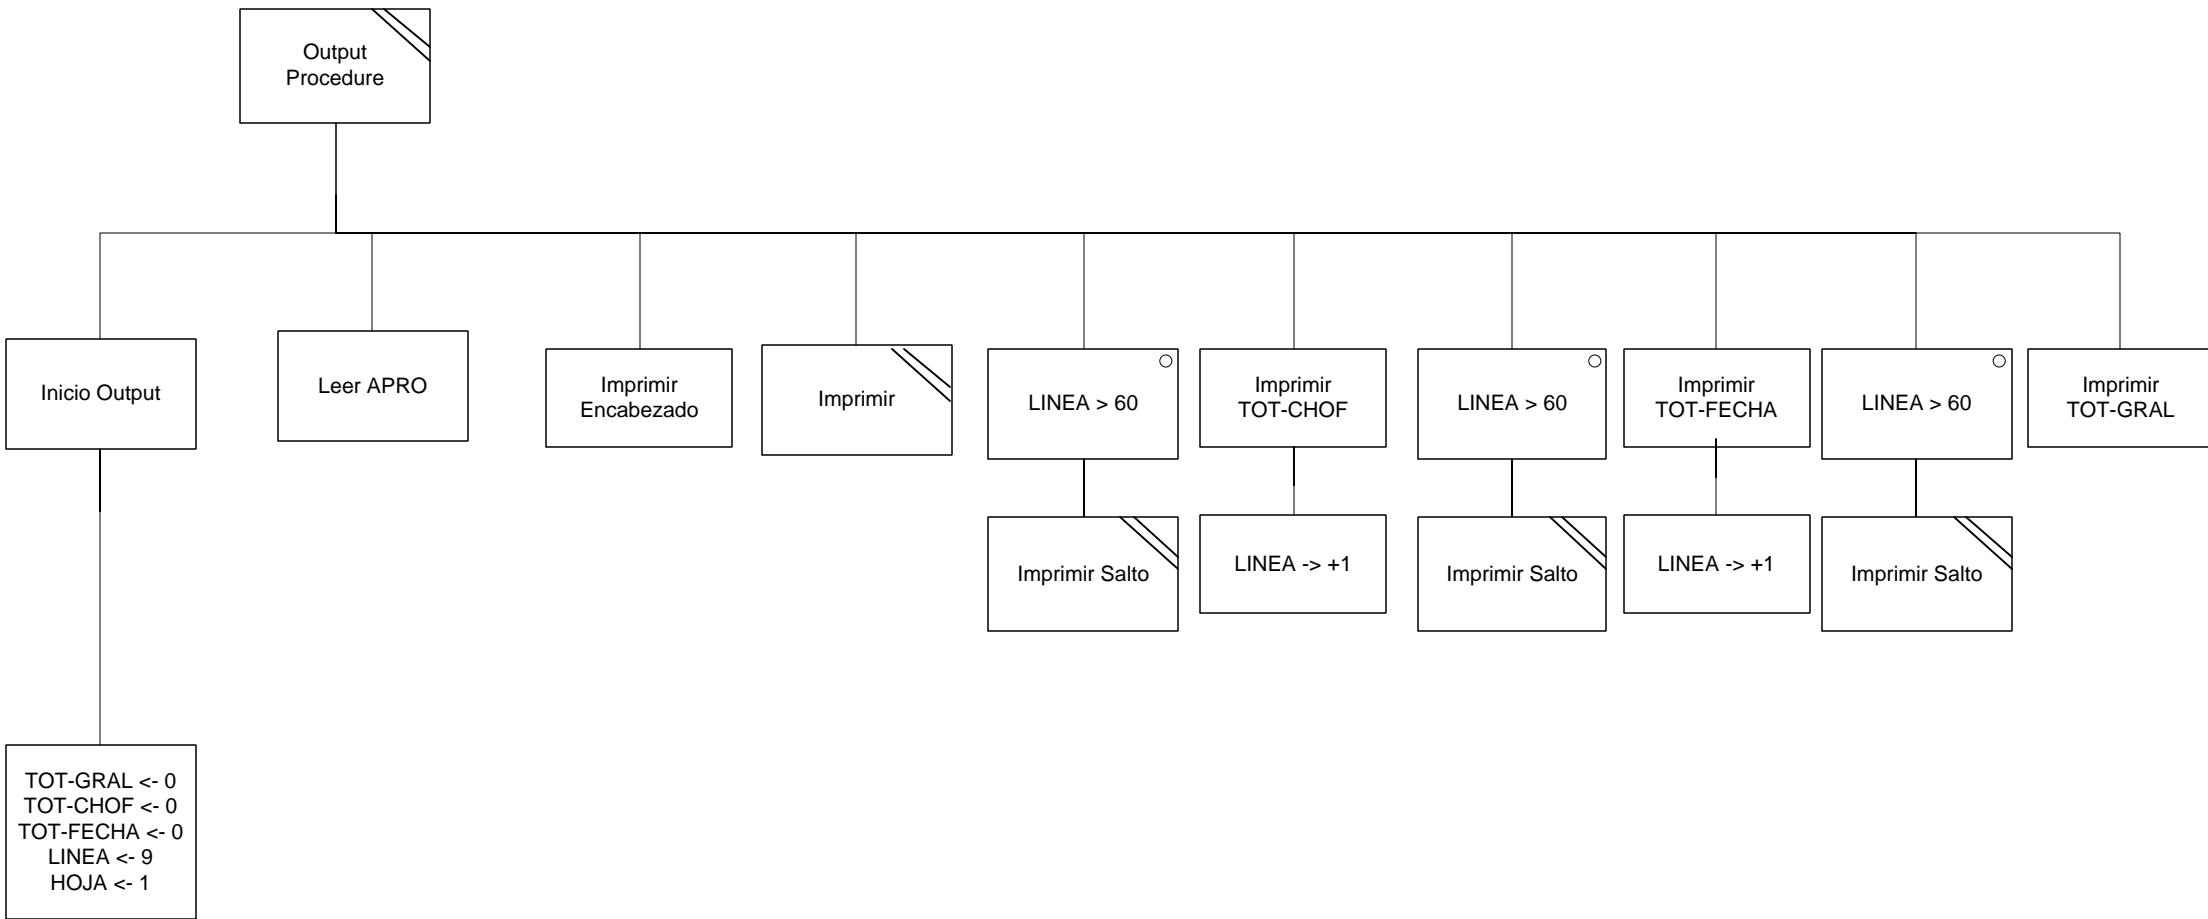 Output
Procedure
Inicio Output
Leer APRO
Imprimir
Encabezado
Imprimir
LINEA > 60
Imprimir
TOT-CHOF
LINEA > 60
Imprimir
TOT-FECHA
LINEA > 60
Imprimir
TOT-GRAL
Imprimir Salto
LINEA -> +1
Imprimir Salto
LINEA -> +1
Imprimir Salto
TOT-GRAL <- 0
TOT-CHOF <- 0
TOT-FECHA <- 0
LINEA <- 9
HOJA <- 1